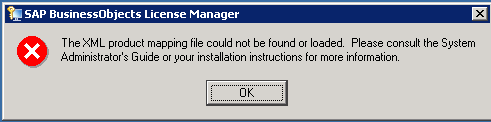 SAP BusinessObjects License Manager
The XML product mapping file could not be found or loaded. Please consult the System
Administrator's Guide or your installation instructions for more information.
OK